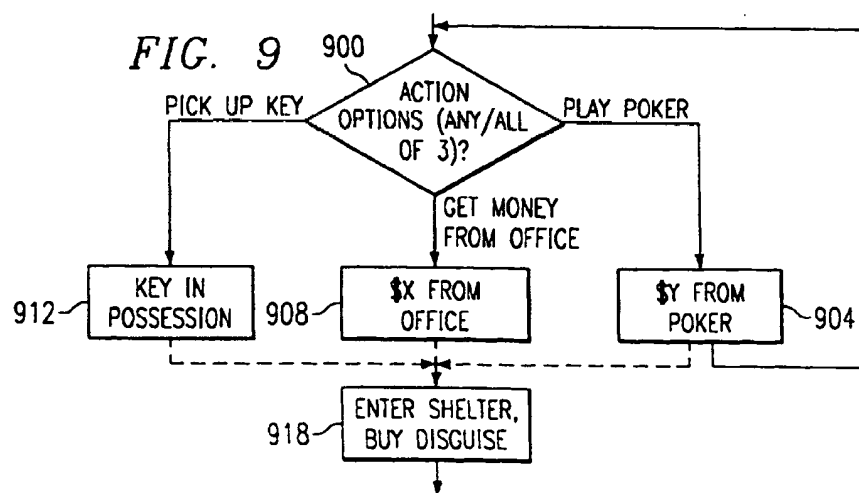 FIG. 9
900
ACTION
OPTIONS (ANY/ALL
OF 3)?
PICK UP KEY
PLAY POKER
GET MONEY
FROM OFFICE
912
KEY IN
POSSESSION
908
$X FROM
OFFICE
$Y FROM
POKER
904
918
ENTER SHELTER,
BUY DISGUISE